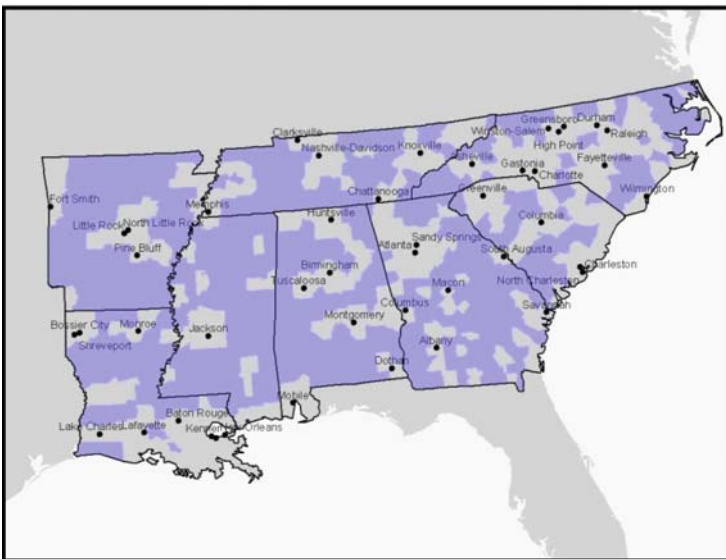 Clarksville
Nashville-Davidson
Knoxville
Greensboro
Durham
Winston-Salem
Raleigh
High Point
Asheville
Gastonia
Charlotte
Fayetteville
Fort Smith
Memphis
Chattanooga
Greenville
Wilmington
Little Rock
North Little Rock
Huntsville
Columbia
Pine Bluff
Atlanta
Sandy Springs
South Augusta
Birmingham
Charleston
Tuscaloosa
Macon
North Charleston
Bossier City
Monroe
Columbus
Savannah
Shreveport
Jackson
Montgomery
Albany
Dothan
Mobile
Baton Rouge
Lake Charles
Lafayette
Kenner
New Orleans